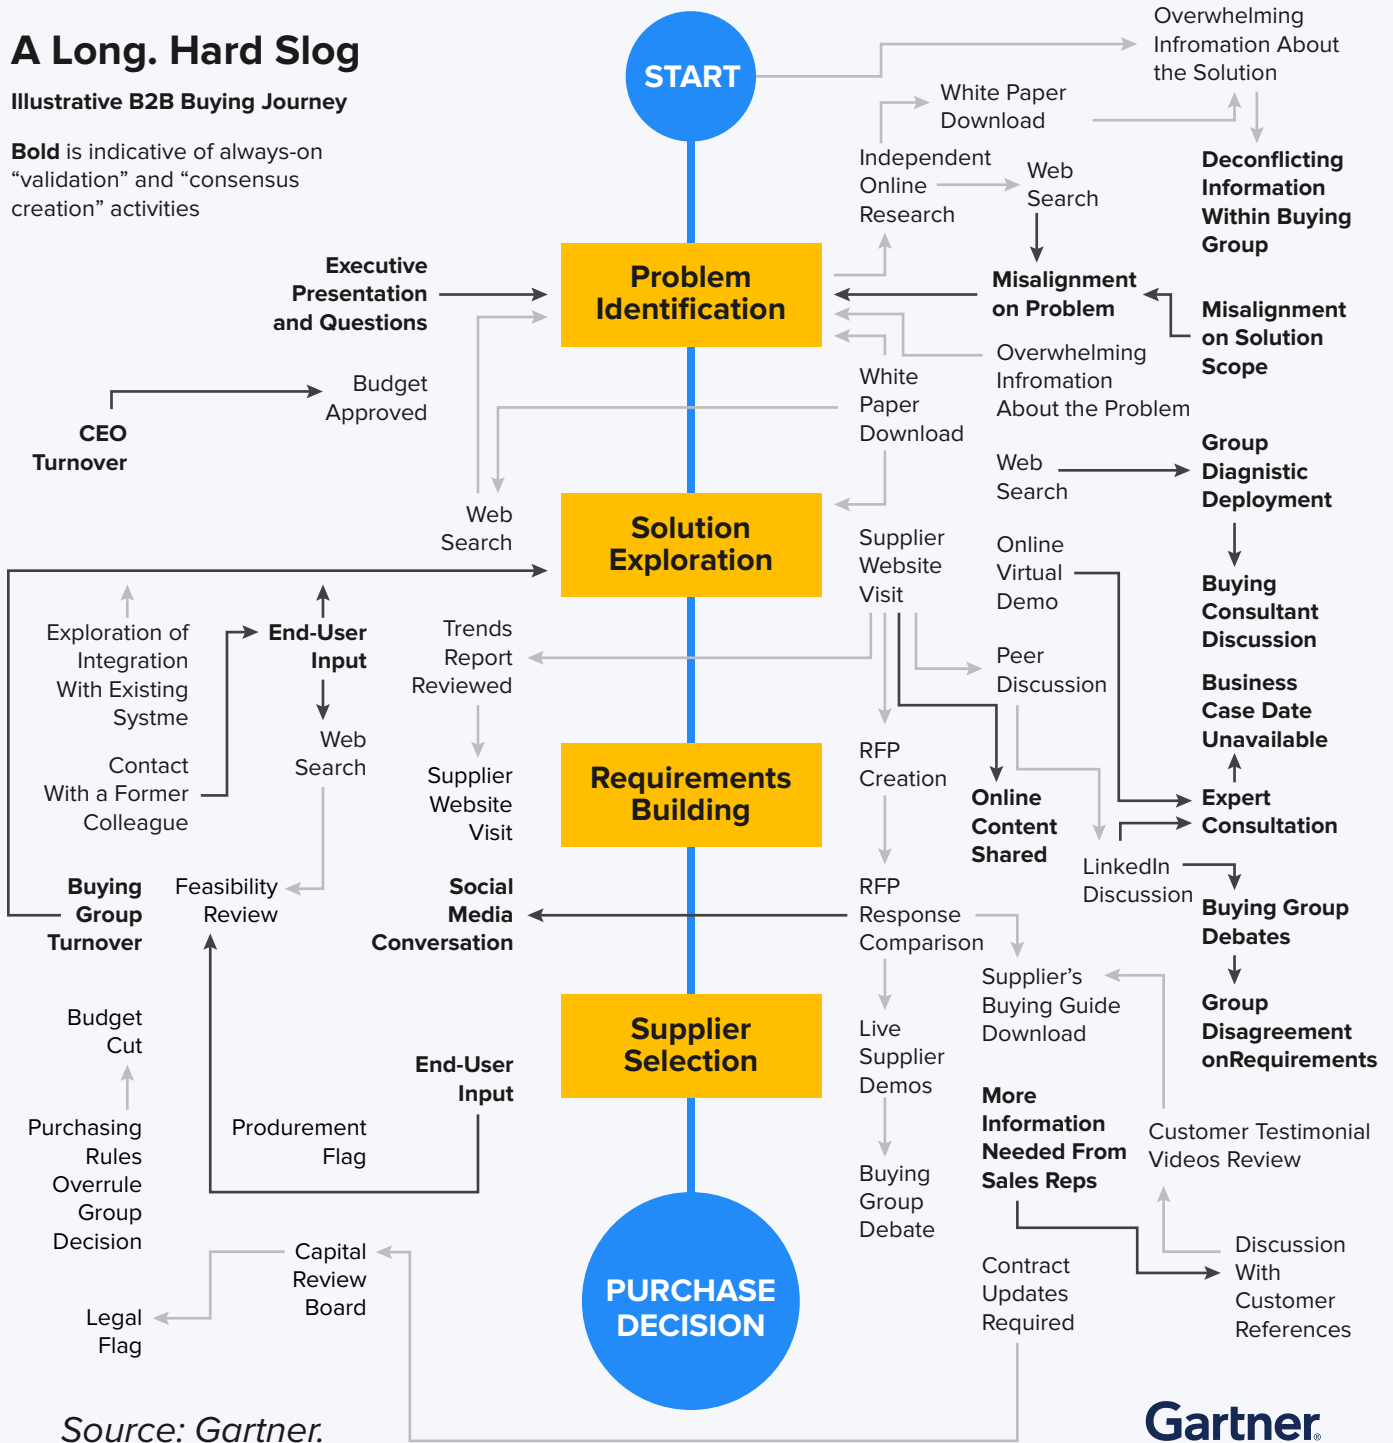 A Long. Hard Slog
Illustrative B2B Buying Journey
Bold is indicative of always-on
“validation” and “consensus
creation” activities
START
Overwhelming
Infromation About
the Solution
White Paper
Download
Independent
Online
Research
Web
Search
Deconflicting
Information
Within Buying
Group
Executive
Presentation
and Questions
Problem
Identification
Misalignment
on Problem
Misalignment
on Solution
Scope
Overwhelming
Infromation
About the Problem
Budget
Approved
CEO
Turnover
White
Paper
Download
Web
Search
Group
Diagnistic
Deployment
Web
Search
Solution
Exploration
Supplier
Website
Visit
Online
Virtual
Demo
Buying
Consultant
Discussion
Exploration of
Integration
With Existing
Systme
End-User
Input
Trends
Report
Reviewed
Peer
Discussion
Business
Case Date
Unavailable
Web
Search
Contact
With a Former
Colleague
Supplier
Website
Visit
Requirements
Building
RFP
Creation
Online
Content
Shared
Expert
Consultation
LinkedIn
Discussion
Buying
Group
Turnover
Feasibility
Review
Social
Media
Conversation
RFP
Response
Comparison
Buying Group
Debates
Supplier’s
Buying Guide
Download
Group
Disagreement
onRequirements
Budget
Cut
Supplier
Selection
Live
Supplier
Demos
End-User
Input
More
Information
Needed From
Sales Reps
Purchasing
Rules
Overrule
Group
Decision
Produrement
Flag
Customer Testimonial
Videos Review
Buying
Group
Debate
Capital
Review
Board
PURCHASE
DECISION
Contract
Updates
Required
Discussion
With
Customer
References
Legal
Flag
Source: Gartner.
Gartner®